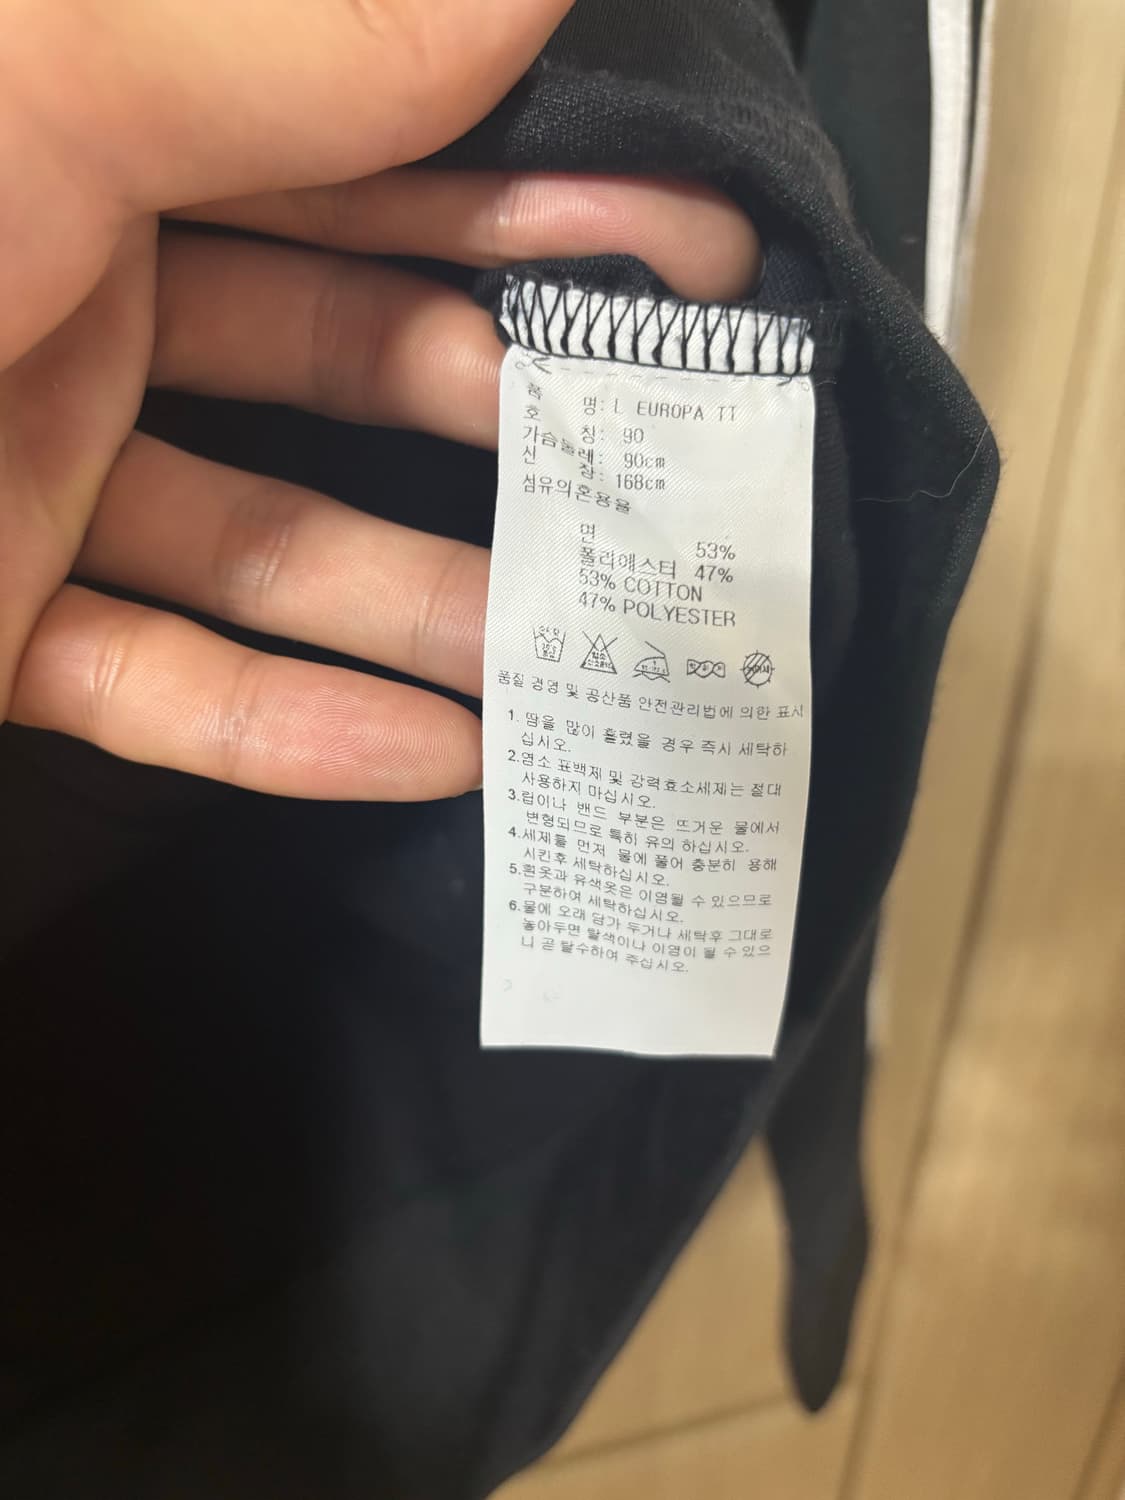 품 명: L EUROPA TT
호 칭: 90
가슴둘레: 90cm
신 장: 168cm
섬유의혼용율
면 53%
폴리에스터 47%
53% COTTON
47% POLYESTER
품질 경영 및 공산품 안전관리법에 의한 표시
1. 땀을 많이 흘렸을 경우 즉시 세탁하
십시오.
2.염소 표백제 및 강력효소세제는 절대
사용하지 마십시오.
3.립이나 밴드 부분은 뜨거운 물에서
변형되므로 특히 유의 하십시오.
4.세제를 먼저 물에 풀어 충분히 용해
시킨후 세탁하십시오.
5.흰옷과 유색옷은 이염될 수 있으므로
구분하여 세탁하십시오.
6.물에 오래 담가 두거나 세탁후 그대로
놓아두면 탈색이나 이염이 될 수 있으
니 곧 탈수하여 주십시오.